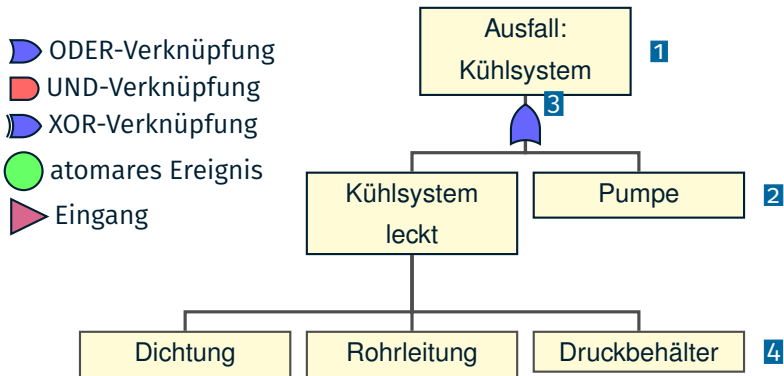 ODER-Verknüpfung
UND-Verknüpfung
XOR-Verknüpfung
atomares Ereignis
Eingang
Ausfall:
Kühlsystem
1
3
Kühlsystem
leckt
Pumpe
2
Dichtung
Rohrleitung
Druckbehälter
4